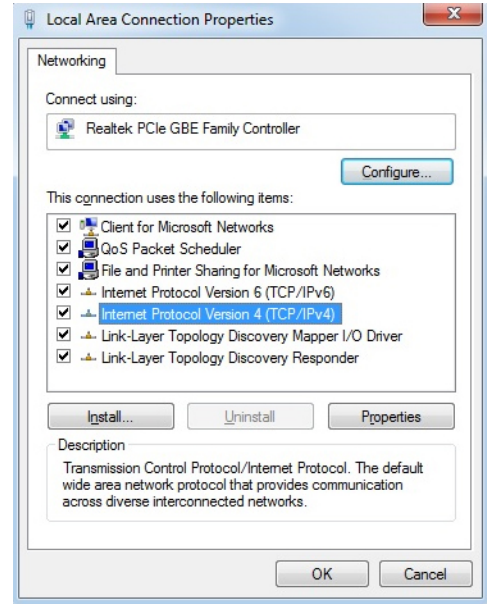 Local Area Connection Properties
Networking
Connect using:
Realtek PCIe GBE Family Controller
Configure...
This connection uses the following items:
Client for Microsoft Networks
QoS Packet Scheduler
File and Printer Sharing for Microsoft Networks
Internet Protocol Version 6 (TCP/IPv6)
Internet Protocol Version 4 (TCP/IPv4)
Link-Layer Topology Discovery Mapper I/O Driver
Link-Layer Topology Discovery Responder
Install... Uninstall Properties
Description
Transmission Control Protocol/Internet Protocol. The default
wide area network protocol that provides communication
across diverse interconnected networks.
OK Cancel